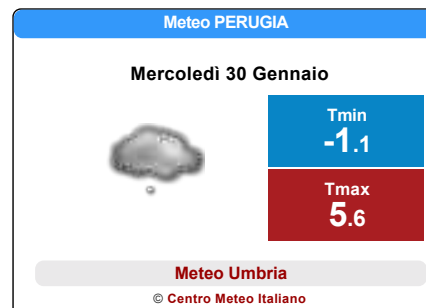 Meteo PERUGIA
Mercoledì 30 Gennaio
Tmin
-1.1
Tmax
5.6
Meteo Umbria
© Centro Meteo Italiano